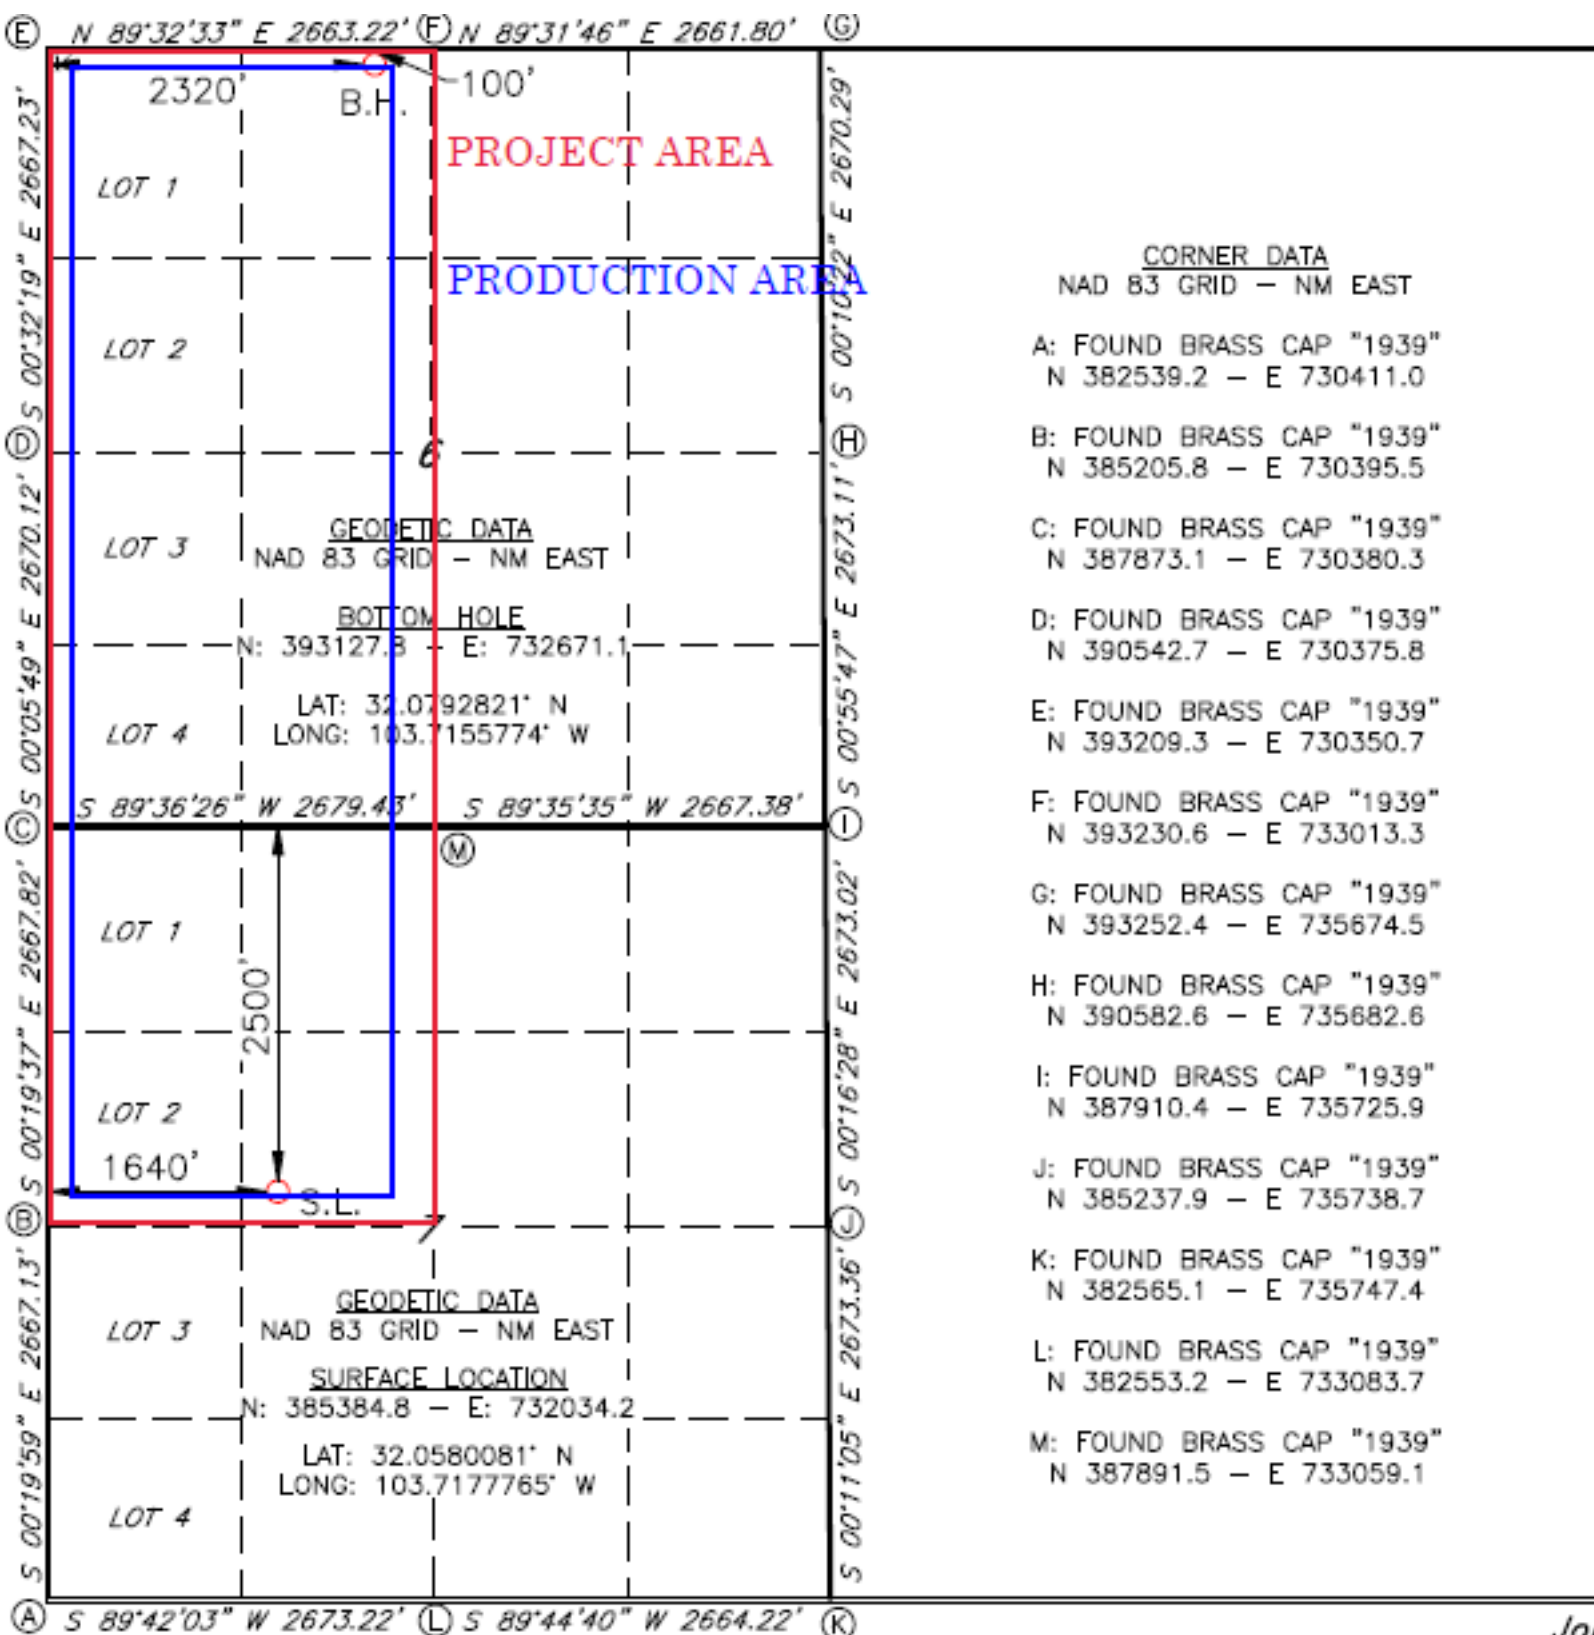 E N 89°32'33" E 2663.22' F N 89°31'46" E 2661.80' G
2320'
100'
B.H.
PROJECT AREA
LOT 1
S 00°32'19" E 2667.23'
S 00°10'22" E 2670.29'
PRODUCTION AREA
LOT 2
D
H
6
LOT 3
GEODETIC DATA
NAD 83 GRID – NM EAST
BOTTOM HOLE
N: 393127.8 – E: 732671.1
LAT: 32.0792821° N
LONG: 103.7155774° W
LOT 4
S 00°05'49" E 2670.12'
S 00°55'47" E 2673.11'
S 89°36'26" W 2679.43' S 89°35'35" W 2667.38'
C
M
I
LOT 1
2500'
S 00°19'37" E 2667.82'
S 00°16'28" E 2673.02'
LOT 2
1640'
S.L.
B
7
J
LOT 3
GEODETIC DATA
NAD 83 GRID – NM EAST
SURFACE LOCATION
N: 385384.8 – E: 732034.2
LAT: 32.0580081° N
LONG: 103.7177765° W
LOT 4
S 00°19'59" E 2667.13'
S 00°11'05" E 2673.36'
A S 89°42'03" W 2673.22' L S 89°44'40" W 2664.22' K
CORNER DATA
NAD 83 GRID – NM EAST
A: FOUND BRASS CAP "1939"
N 382539.2 – E 730411.0
B: FOUND BRASS CAP "1939"
N 385205.8 – E 730395.5
C: FOUND BRASS CAP "1939"
N 387873.1 – E 730380.3
D: FOUND BRASS CAP "1939"
N 390542.7 – E 730375.8
E: FOUND BRASS CAP "1939"
N 393209.3 – E 730350.7
F: FOUND BRASS CAP "1939"
N 393230.6 – E 733013.3
G: FOUND BRASS CAP "1939"
N 393252.4 – E 735674.5
H: FOUND BRASS CAP "1939"
N 390582.6 – E 735682.6
I: FOUND BRASS CAP "1939"
N 387910.4 – E 735725.9
J: FOUND BRASS CAP "1939"
N 385237.9 – E 735738.7
K: FOUND BRASS CAP "1939"
N 382565.1 – E 735747.4
L: FOUND BRASS CAP "1939"
N 382553.2 – E 733083.7
M: FOUND BRASS CAP "1939"
N 387891.5 – E 733059.1